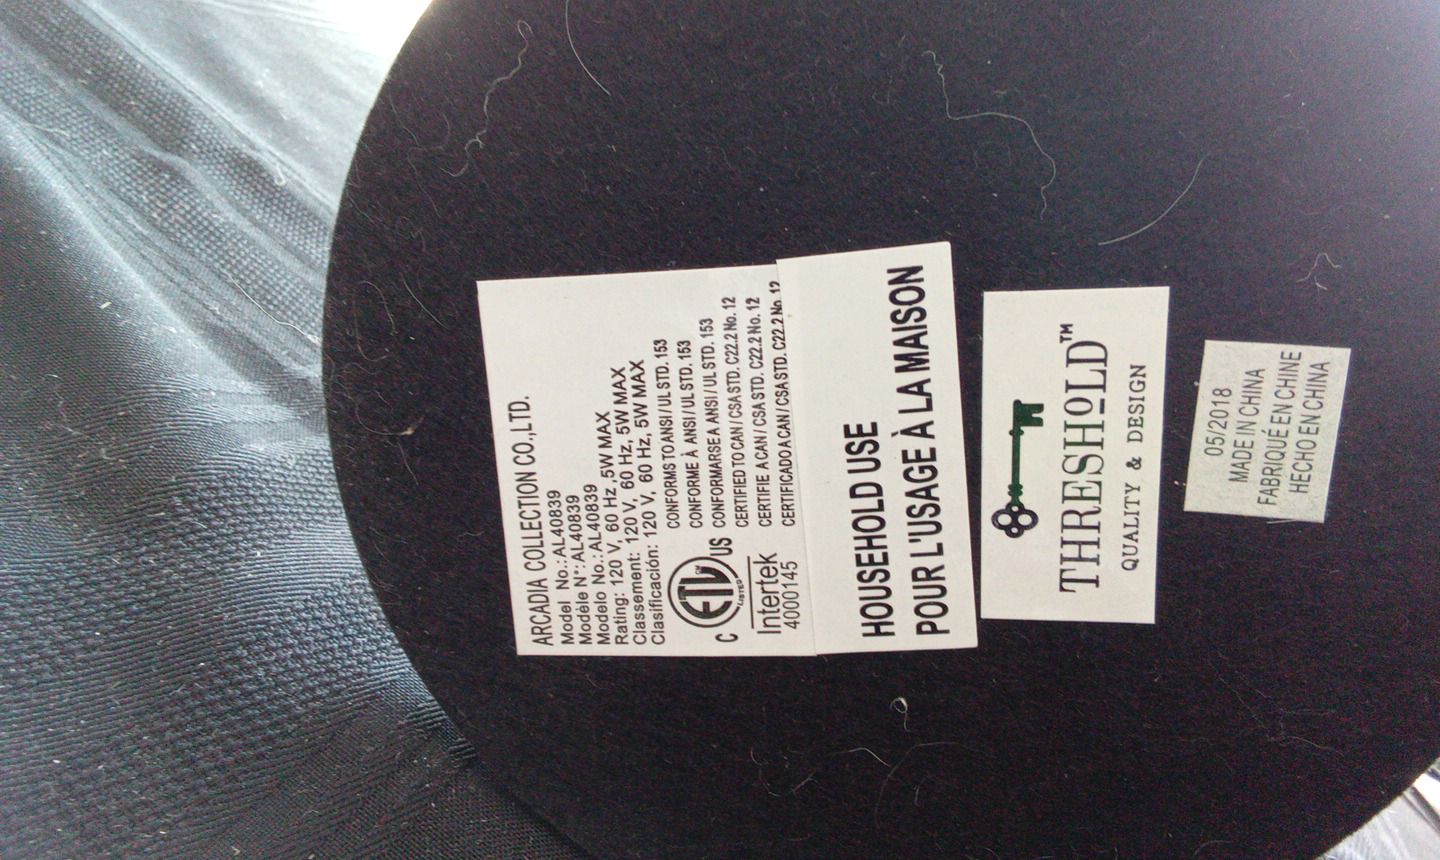 ARCADIA COLLECTION CO.,LTD.
Model No.:AL40839
Modèle N°:AL40839
Modelo No.:AL40839
Rating: 120 V, 60 Hz ,5W MAX
Classement: 120 V, 60 Hz, 5W MAX
Clasificación: 120 V, 60 Hz, 5W MAX
C ETL US
LISTED
Intertek
4000145
CONFORMS TO ANSI / UL STD. 153
CONFORME À ANSI / UL STD. 153
CONFORMARSE A ANSI / UL STD. 153
CERTIFIED TO CAN / CSA STD. C22.2 No. 12
CERTIFIE A CAN / CSA STD. C22.2 No. 12
CERTIFICADO A CAN / CSA STD. C22.2 No. 12
HOUSEHOLD USE
POUR L'USAGE À LA MAISON
THRESHOLD™
QUALITY & DESIGN
05/2018
MADE IN CHINA
FABRIQUÉ EN CHINE
HECHO EN CHINA